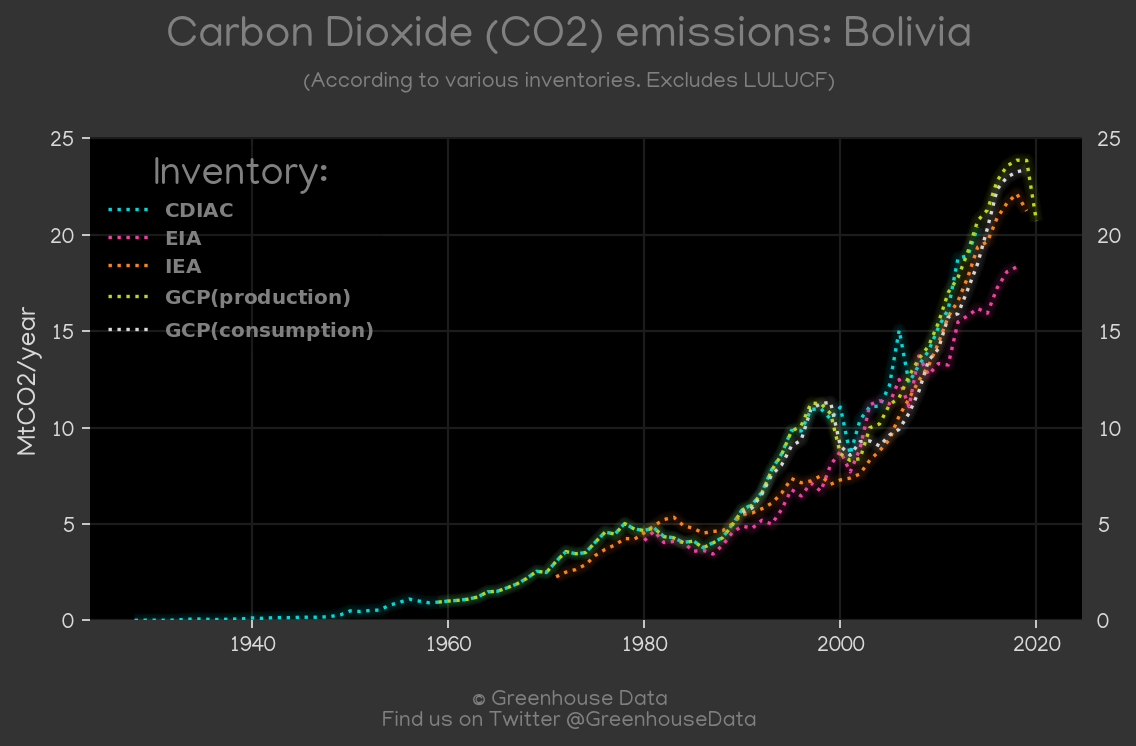 Carbon Dioxide (CO2) emissions: Bolivia
(According to various inventories. Excludes LULUCF)
25
20
15
10
5
0
MtCO2/year
Inventory:
CDIAC
EIA
IEA
GCP(production)
GCP(consumption)
25
20
15
10
5
0
1940
1960
1980
2000
2020
© Greenhouse Data
Find us on Twitter @GreenhouseData